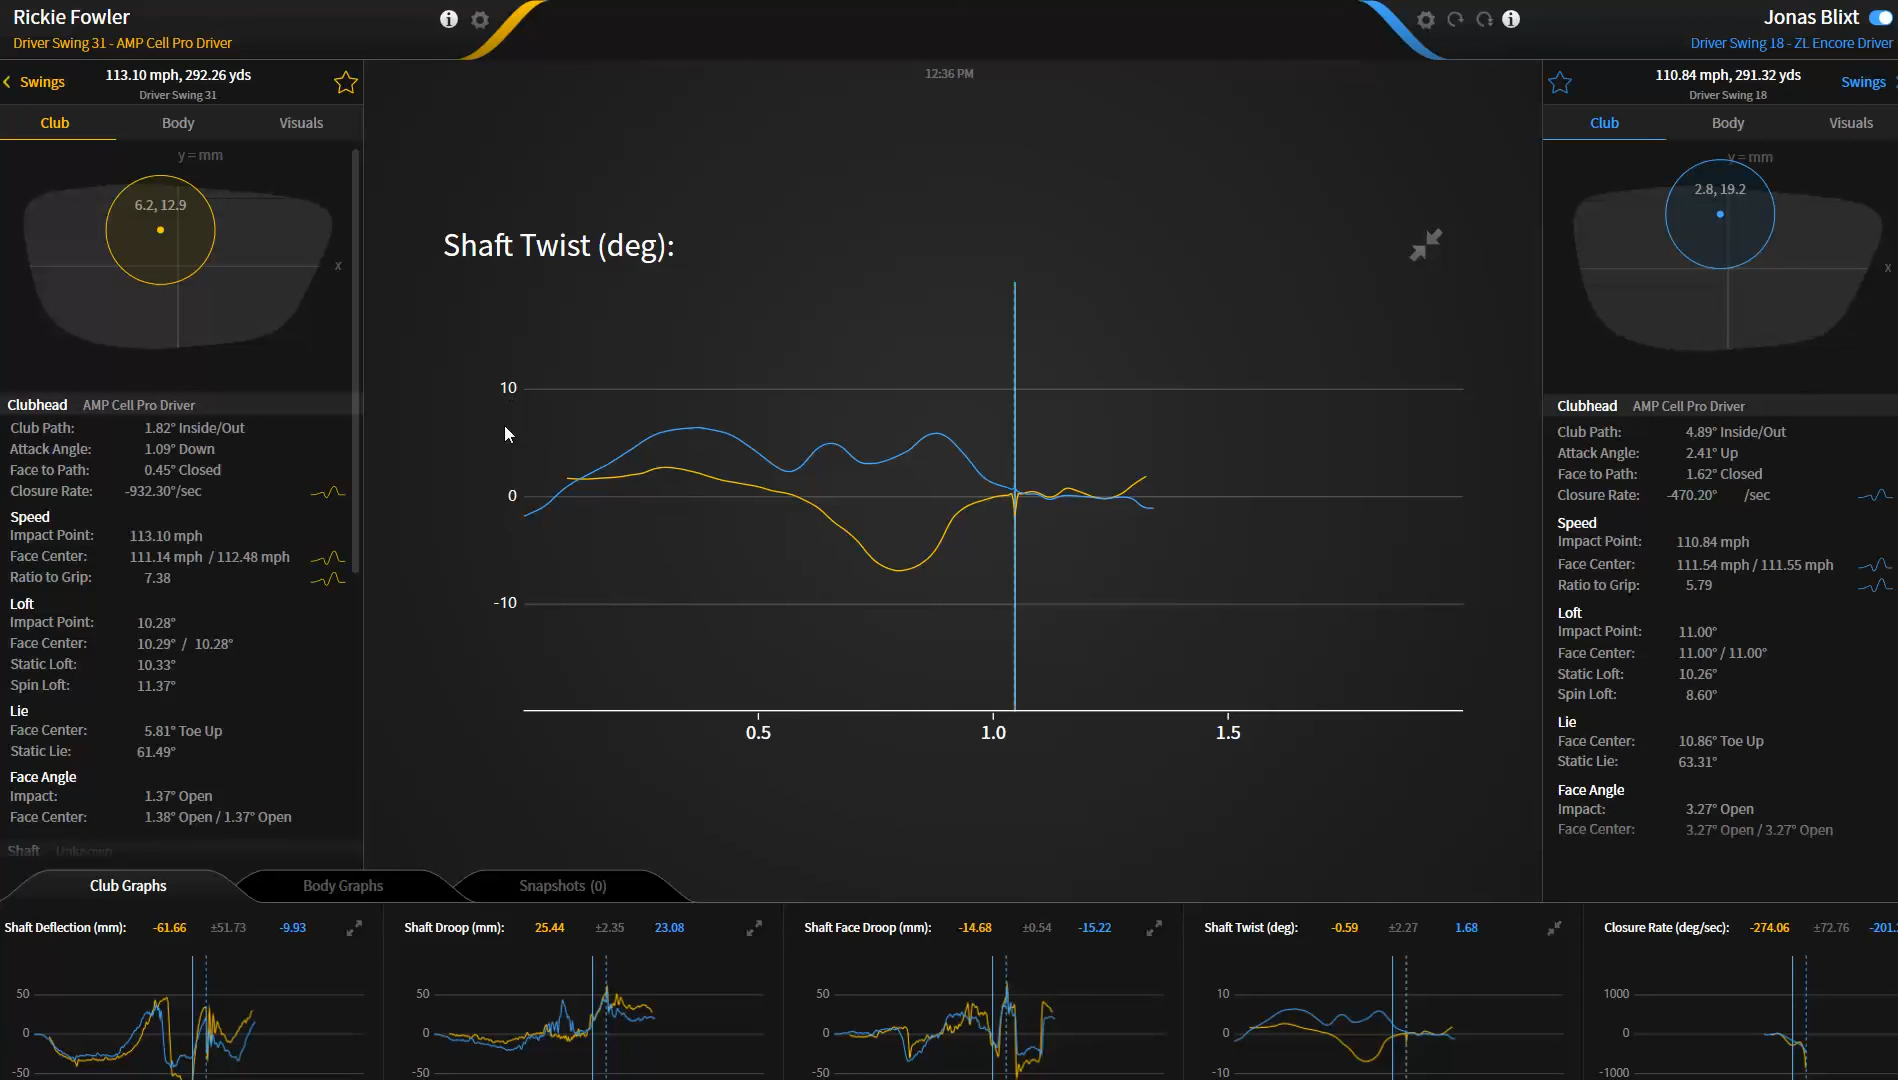 Rickie Fowler
Driver Swing 31 - AMP Cell Pro Driver
Jonas Blixt
Driver Swing 18 - ZL Encore Driver
Swings
113.10 mph, 292.26 yds
Driver Swing 31
Club Body Visuals
y = mm
6.2, 12.9
x
Clubhead AMP Cell Pro Driver
Club Path: 1.82° Inside/Out
Attack Angle: 1.09° Down
Face to Path: 0.45° Closed
Closure Rate: -932.30°/sec
Speed
Impact Point: 113.10 mph
Face Center: 111.14 mph / 112.48 mph
Ratio to Grip: 7.38
Loft
Impact Point: 10.28°
Face Center: 10.29° / 10.28°
Static Loft: 10.33°
Spin Loft: 11.37°
Lie
Face Center: 5.81° Toe Up
Static Lie: 61.49°
Face Angle
Impact: 1.37° Open
Face Center: 1.38° Open / 1.37° Open
Shaft Unknown
12:36 PM
Shaft Twist (deg):
10
0
-10
0.5 1.0 1.5
110.84 mph, 291.32 yds
Driver Swing 18
Swings
Club Body Visuals
y = mm
2.8, 19.2
x
Clubhead AMP Cell Pro Driver
Club Path: 4.89° Inside/Out
Attack Angle: 2.41° Up
Face to Path: 1.62° Closed
Closure Rate: -470.20° /sec
Speed
Impact Point: 110.84 mph
Face Center: 111.54 mph / 111.55 mph
Ratio to Grip: 5.79
Loft
Impact Point: 11.00°
Face Center: 11.00° / 11.00°
Static Loft: 10.26°
Spin Loft: 8.60°
Lie
Face Center: 10.86° Toe Up
Static Lie: 63.31°
Face Angle
Impact: 3.27° Open
Face Center: 3.27° Open / 3.27° Open
Club Graphs Body Graphs Snapshots (0)
Shaft Deflection (mm): -61.66 ±51.73 -9.93
50
0
-50
Shaft Droop (mm): 25.44 ±2.35 23.08
50
0
-50
Shaft Face Droop (mm): -14.68 ±0.54 -15.22
50
0
-50
Shaft Twist (deg): -0.59 ±2.27 1.68
10
0
-10
Closure Rate (deg/sec): -274.06 ±72.76 -201.
1000
0
-1000